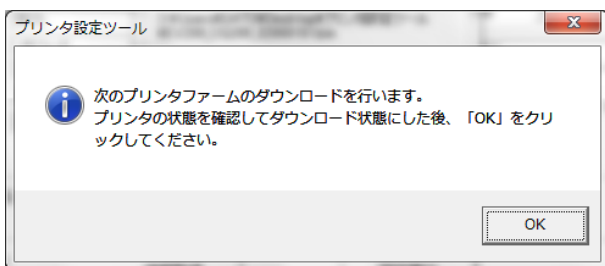 プリンタ設定ツール
次のプリンタファームのダウンロードを行います。
プリンタの状態を確認してダウンロード状態にした後、「OK」をクリ
ックしてください。
OK